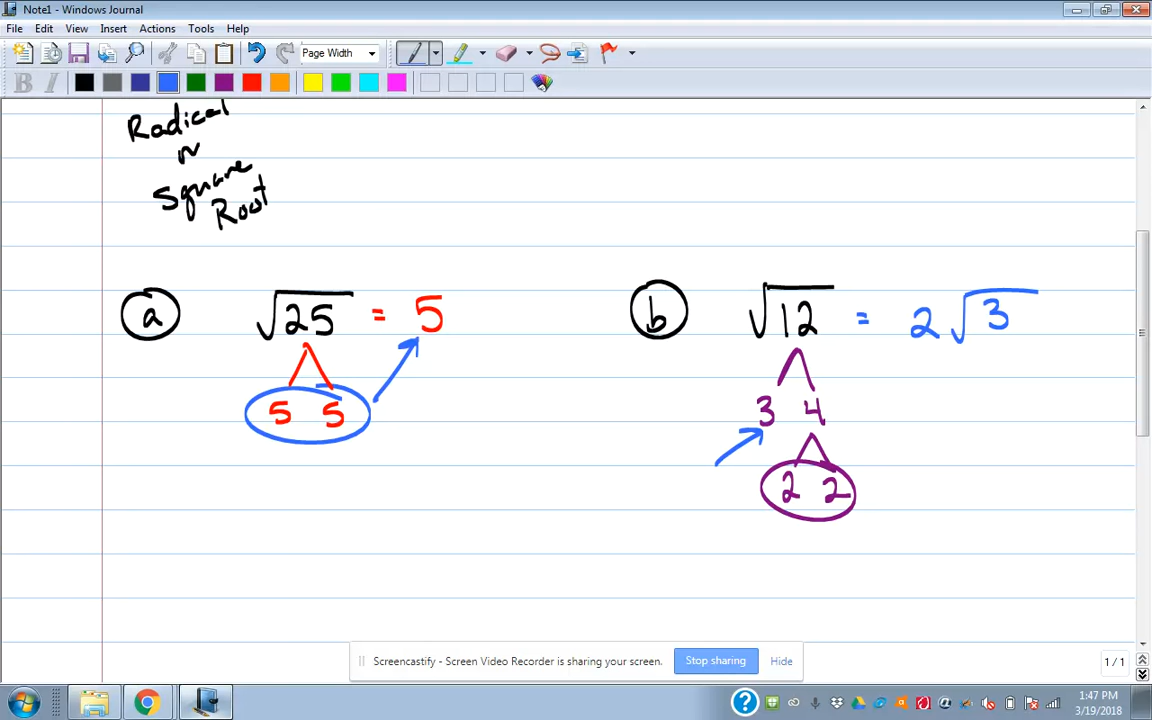 Note1 - Windows Journal
File Edit View Insert Actions Tools Help
Page Width
B I
Radical
or
Square
Root
a √25 = 5
5 5
b √12 = 2√3
3 4
2 2
Screencastify - Screen Video Recorder is sharing your screen. Stop sharing Hide
1 / 1
1:47 PM
3/19/2018